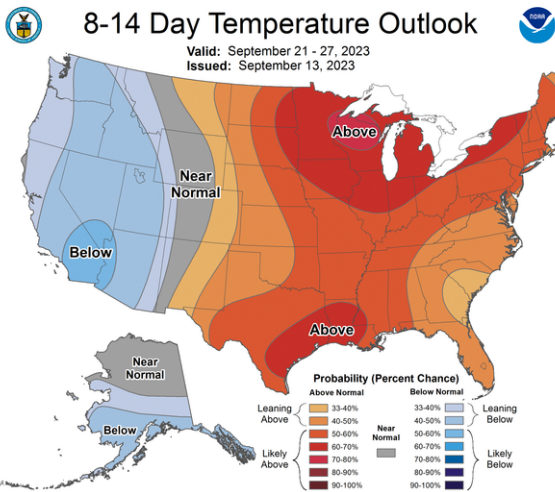 8-14 Day Temperature Outlook
Valid: September 21 - 27, 2023
Issued: September 13, 2023
NOAA
Above
Near
Normal
Below
Above
Near
Normal
Below
Probability (Percent Chance)
Above Normal
Below Normal
Leaning
Above
33-40%
40-50%
Likely
Above
50-60%
60-70%
70-80%
80-90%
90-100%
Near
Normal
33-40%
40-50%
Leaning
Below
50-60%
60-70%
70-80%
80-90%
90-100%
Likely
Below